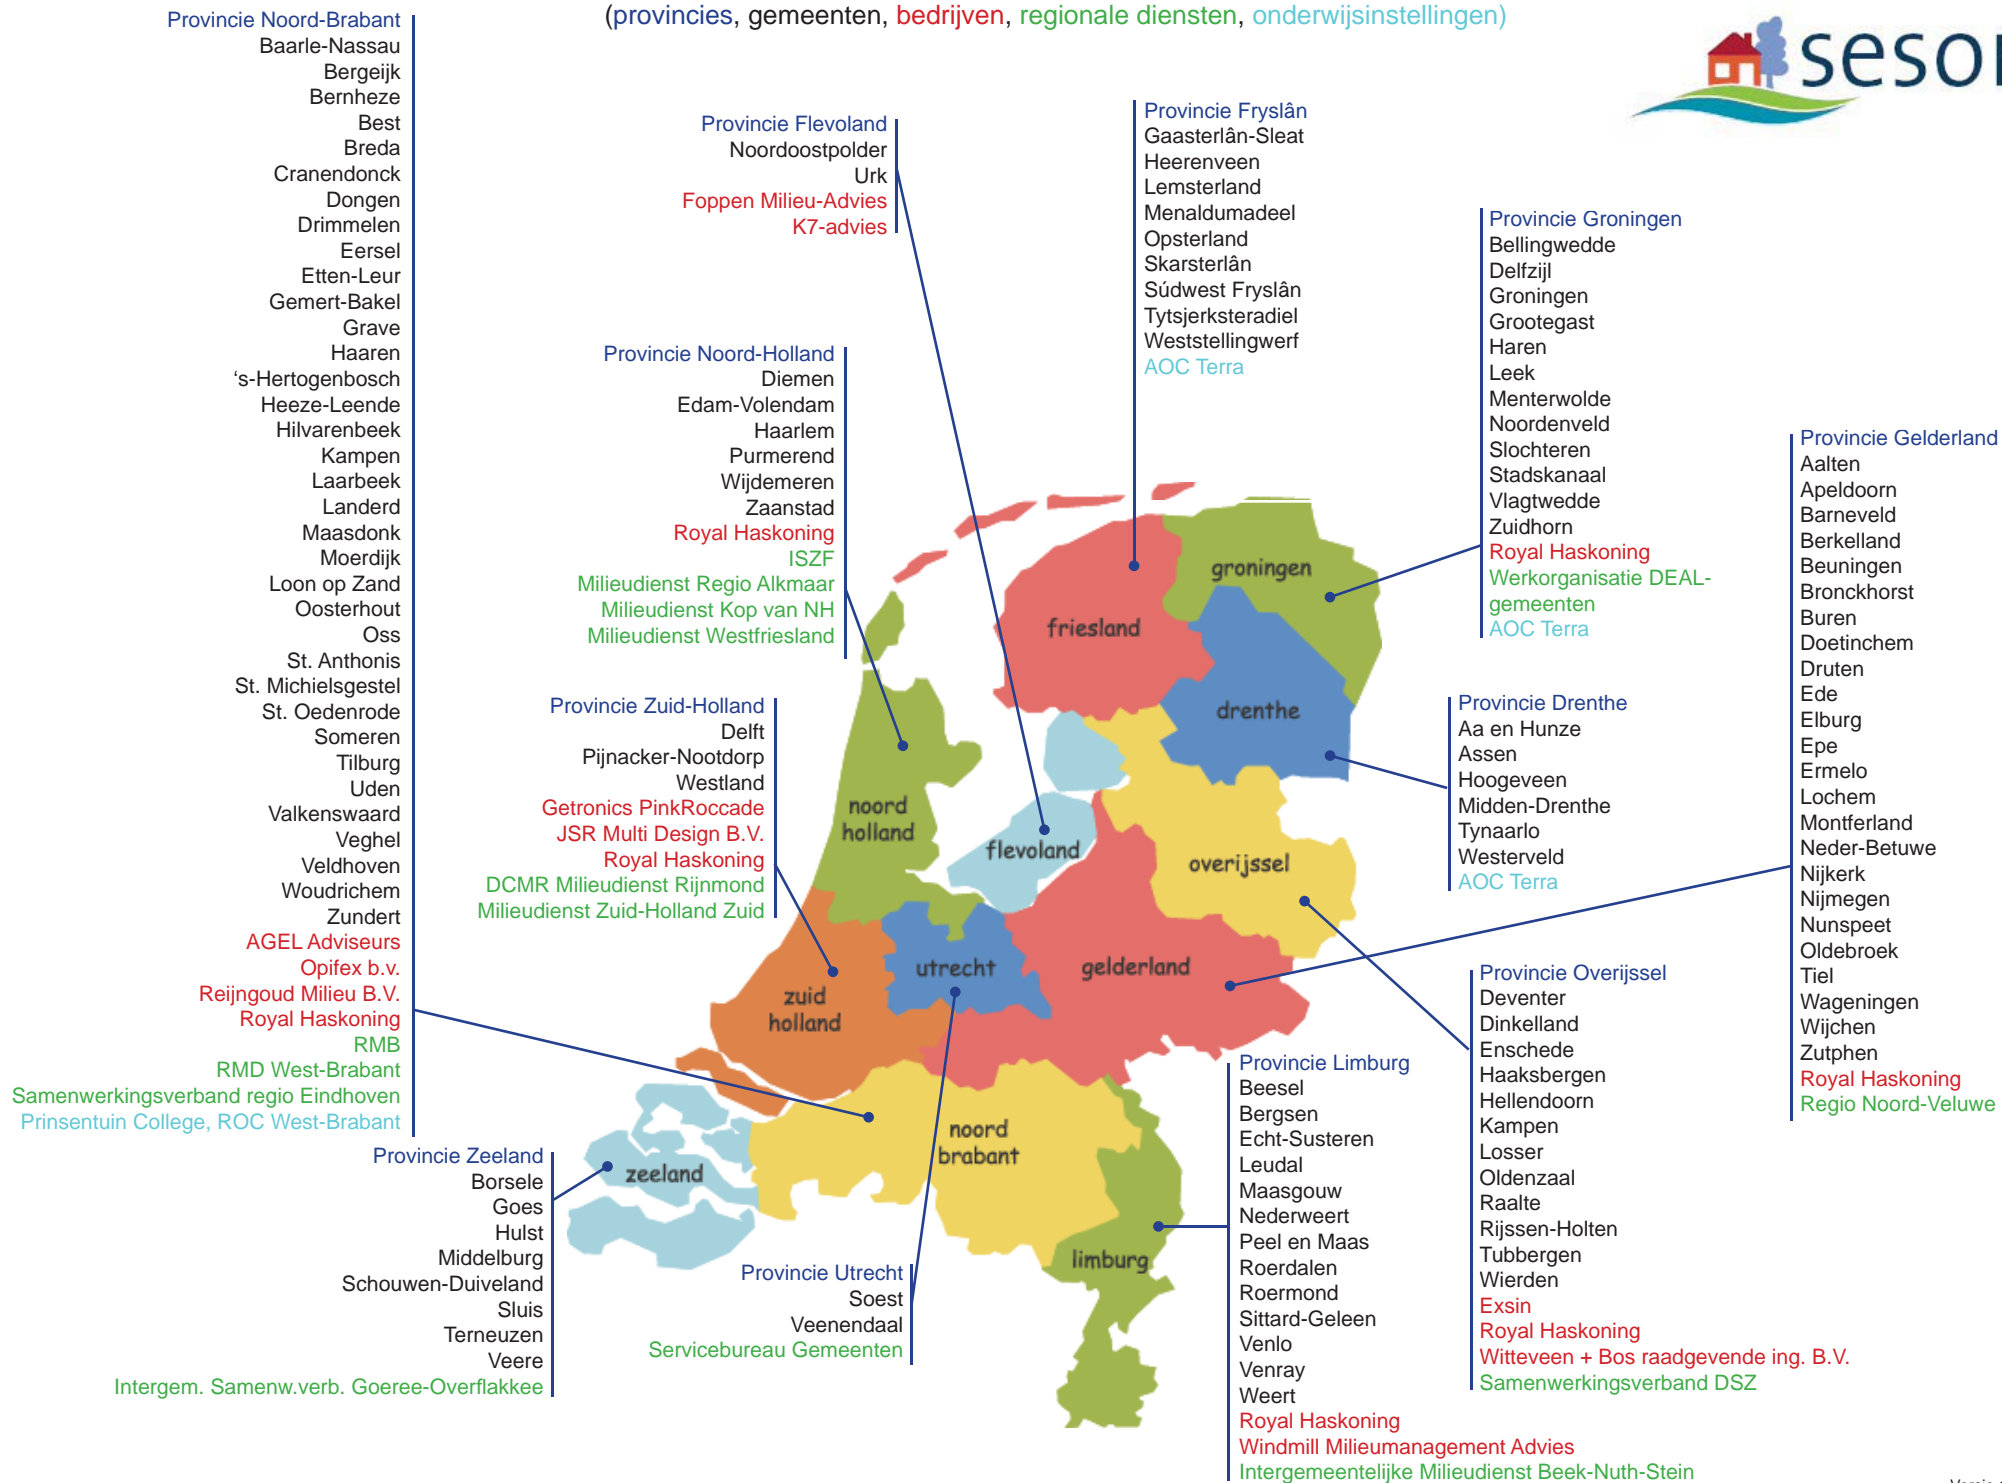 (provincies, gemeenten, bedrijven, regionale diensten, onderwijsinstellingen)
Provincie Noord-Brabant
Baarle-Nassau
Bergeijk
Bernheze
Best
Breda
Cranendonck
Dongen
Drimmelen
Eersel
Etten-Leur
Gemert-Bakel
Grave
Haaren
‘s-Hertogenbosch
Heeze-Leende
Hilvarenbeek
Kampen
Laarbeek
Landerd
Maasdonk
Moerdijk
Loon op Zand
Oosterhout
Oss
St. Anthonis
St. Michielsgestel
St. Oedenrode
Someren
Tilburg
Uden
Valkenswaard
Veghel
Veldhoven
Woudrichem
Zundert
AGEL Adviseurs
Opifex b.v.
Reijngoud Milieu B.V.
Royal Haskoning
RMB
RMD West-Brabant
Samenwerkingsverband regio Eindhoven
Prinsentuin College, ROC West-Brabant
Provincie Flevoland
Noordoostpolder
Urk
Foppen Milieu-Advies
K7-advies
Provincie Noord-Holland
Diemen
Edam-Volendam
Haarlem
Purmerend
Wijdemeren
Zaanstad
Royal Haskoning
ISZF
Milieudienst Regio Alkmaar
Milieudienst Kop van NH
Milieudienst Westfriesland
Provincie Zuid-Holland
Delft
Pijnacker-Nootdorp
Westland
Getronics PinkRoccade
JSR Multi Design B.V.
Royal Haskoning
DCMR Milieudienst Rijnmond
Milieudienst Zuid-Holland Zuid
Provincie Zeeland
Borsele
Goes
Hulst
Middelburg
Schouwen-Duiveland
Sluis
Terneuzen
Veere
Intergem. Samenw.verb. Goeree-Overflakkee
Provincie Utrecht
Soest
Veenendaal
Servicebureau Gemeenten
Provincie Fryslân
Gaasterlân-Sleat
Heerenveen
Lemsterland
Menaldumadeel
Opsterland
Skarsterlân
Súdwest Fryslân
Tytsjerksteradiel
Weststellingwerf
AOC Terra
Provincie Groningen
Bellingwedde
Delfzijl
Groningen
Grootegast
Haren
Leek
Menterwolde
Noordenveld
Slochteren
Stadskanaal
Vlagtwedde
Zuidhorn
Royal Haskoning
Werkorganisatie DEAL-
gemeenten
AOC Terra
Provincie Drenthe
Aa en Hunze
Assen
Hoogeveen
Midden-Drenthe
Tynaarlo
Westerveld
AOC Terra
Provincie Gelderland
Aalten
Apeldoorn
Barneveld
Berkelland
Beuningen
Bronckhorst
Buren
Doetinchem
Druten
Ede
Elburg
Epe
Ermelo
Lochem
Montferland
Neder-Betuwe
Nijkerk
Nijmegen
Nunspeet
Oldebroek
Tiel
Wageningen
Wijchen
Zutphen
Royal Haskoning
Regio Noord-Veluwe
Provincie Overijssel
Deventer
Dinkelland
Enschede
Haaksbergen
Hellendoorn
Kampen
Losser
Oldenzaal
Raalte
Rijssen-Holten
Tubbergen
Wierden
Exsin
Royal Haskoning
Witteveen + Bos raadgevende ing. B.V.
Samenwerkingsverband DSZ
Provincie Limburg
Beesel
Bergsen
Echt-Susteren
Leudal
Maasgouw
Nederweert
Peel en Maas
Roerdalen
Roermond
Sittard-Geleen
Venlo
Venray
Weert
Royal Haskoning
Windmill Milieumanagement Advies
Intergemeentelijke Milieudienst Beek-Nuth-Stein
groningen
friesland
drenthe
noord
holland
flevoland
overijssel
utrecht
gelderland
zuid
holland
noord
brabant
zeeland
limburg